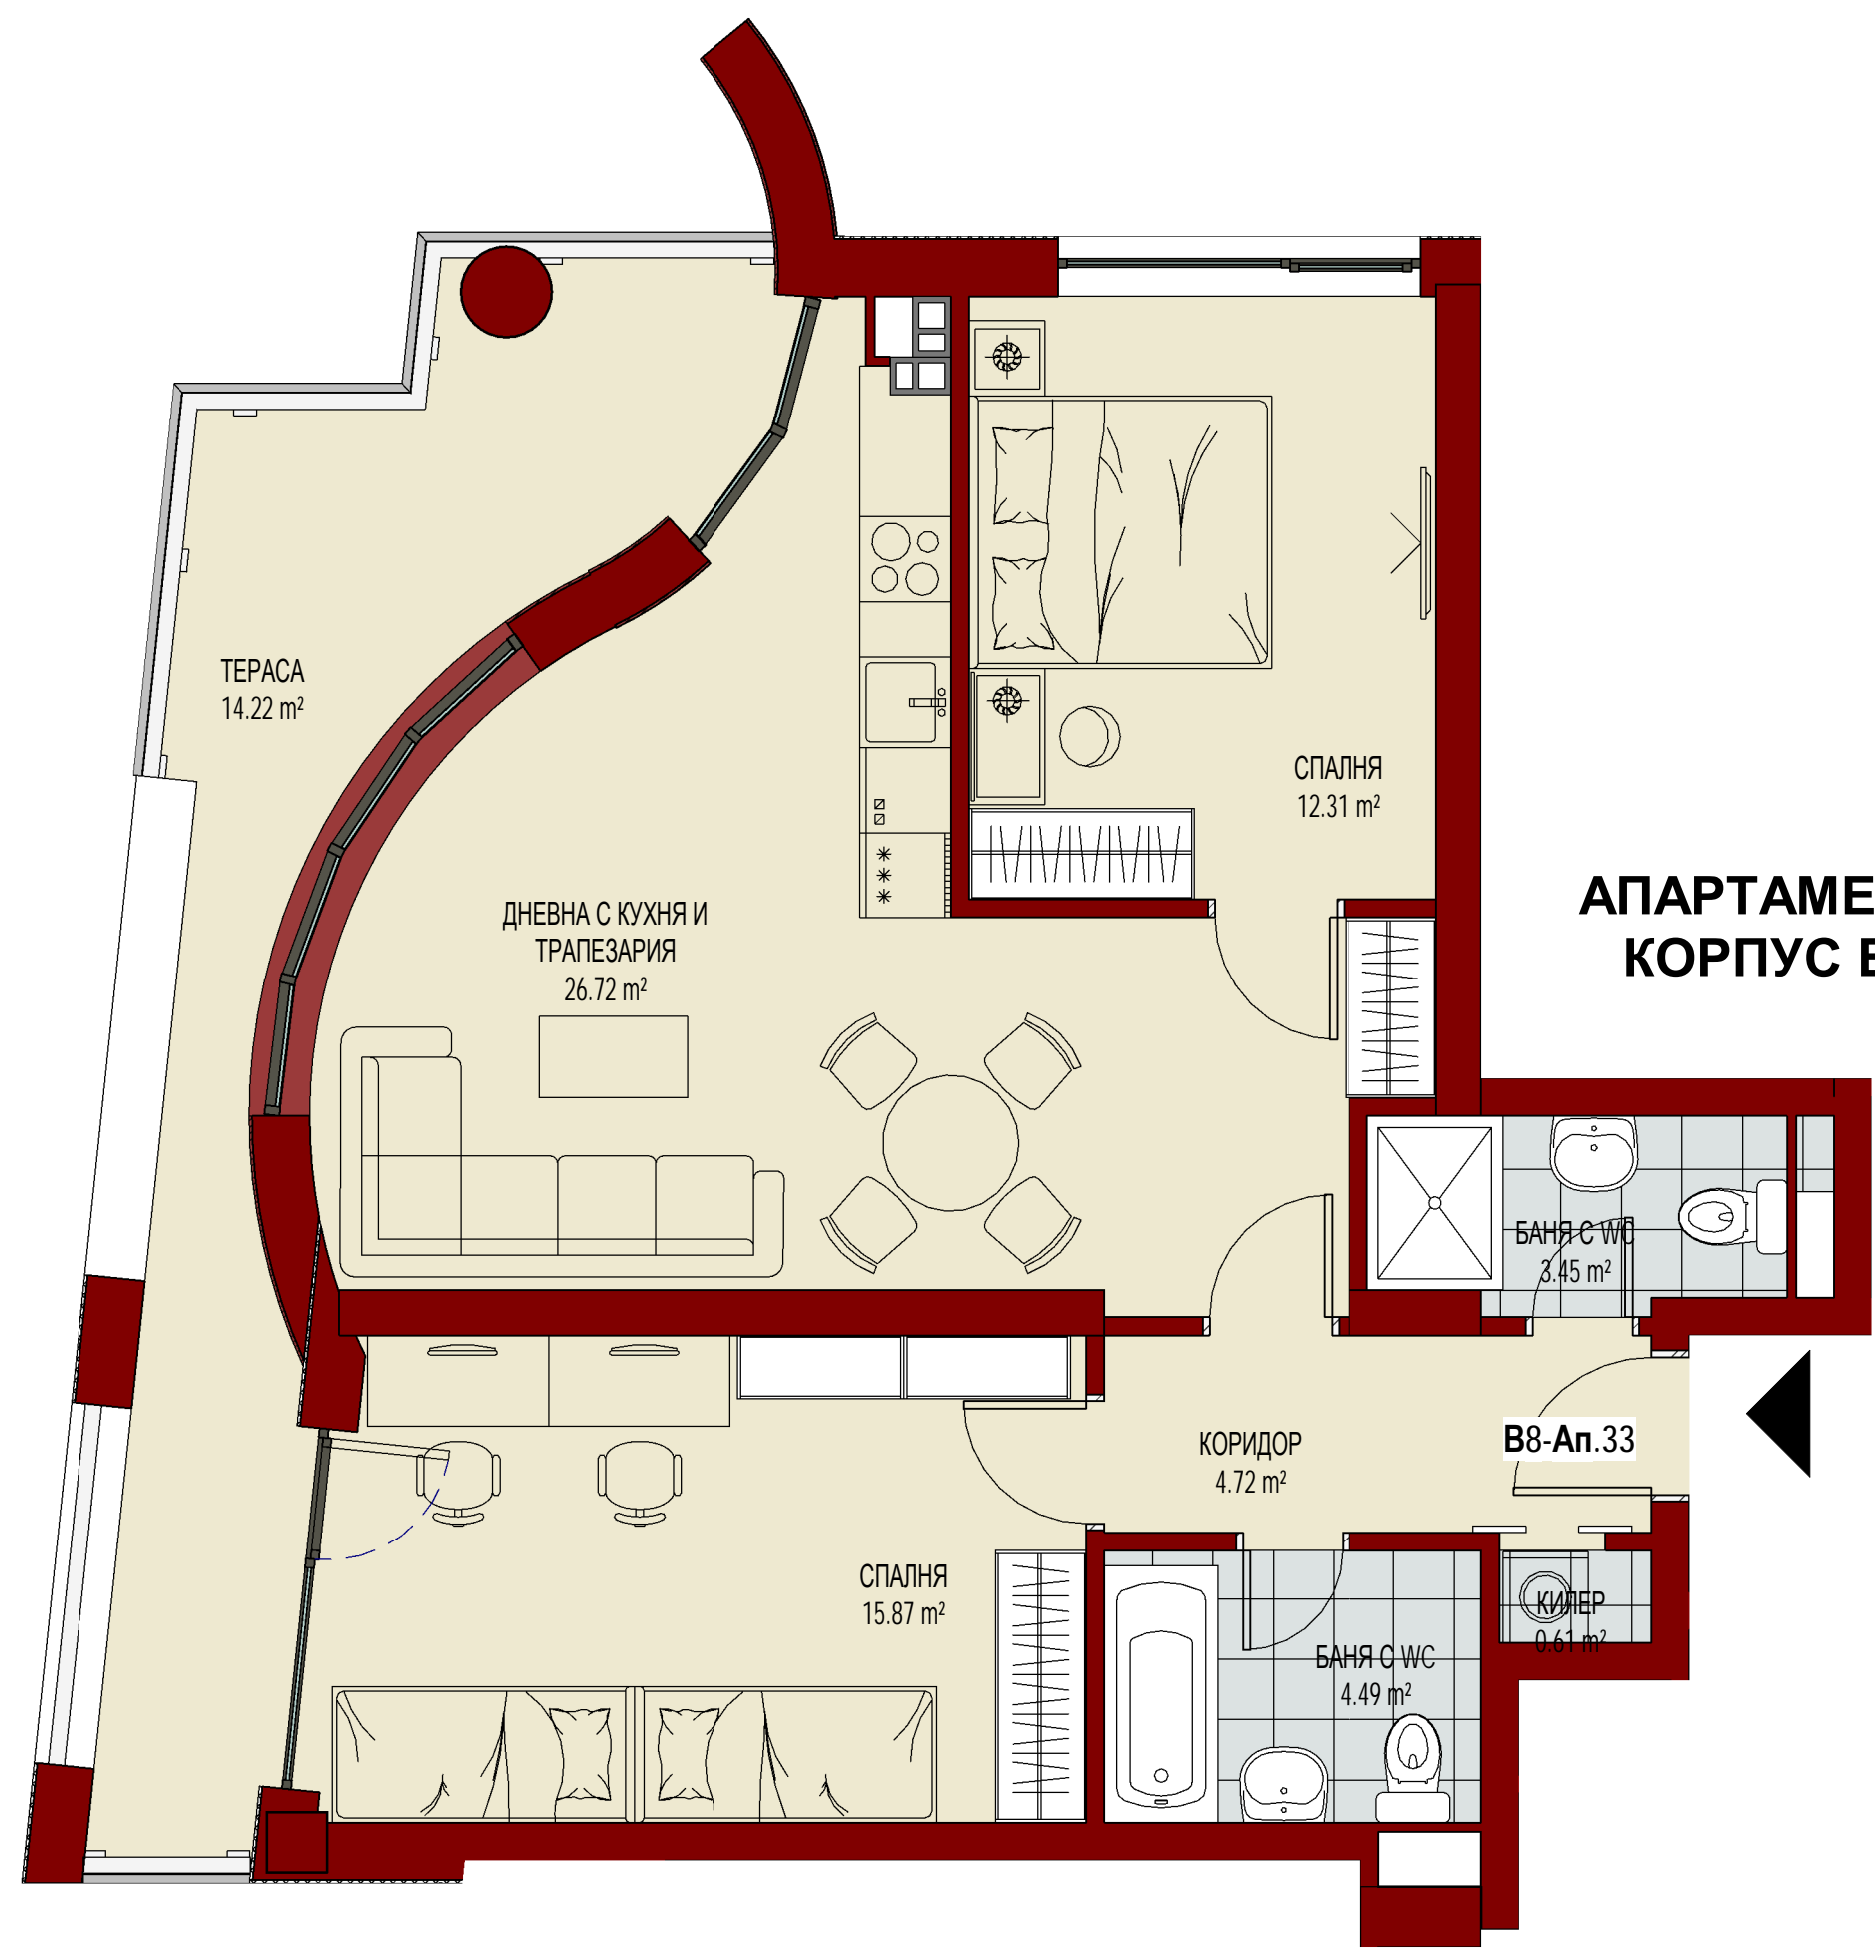 ТЕРАСА
14.22 m²
СПАЛНЯ
12.31 m²
АПАРТАМЕ
КОРПУС
ДНЕВНА С КУХНЯ И
ТРАПЕЗАРИЯ
26.72 m²
БАНЯ С WC
3.45 m²
КОРИДОР
4.72 m²
В8-Ап.33
СПАЛНЯ
15.87 m²
КИЛЕР
0.61 m²
БАНЯ С WC
4.49 m²